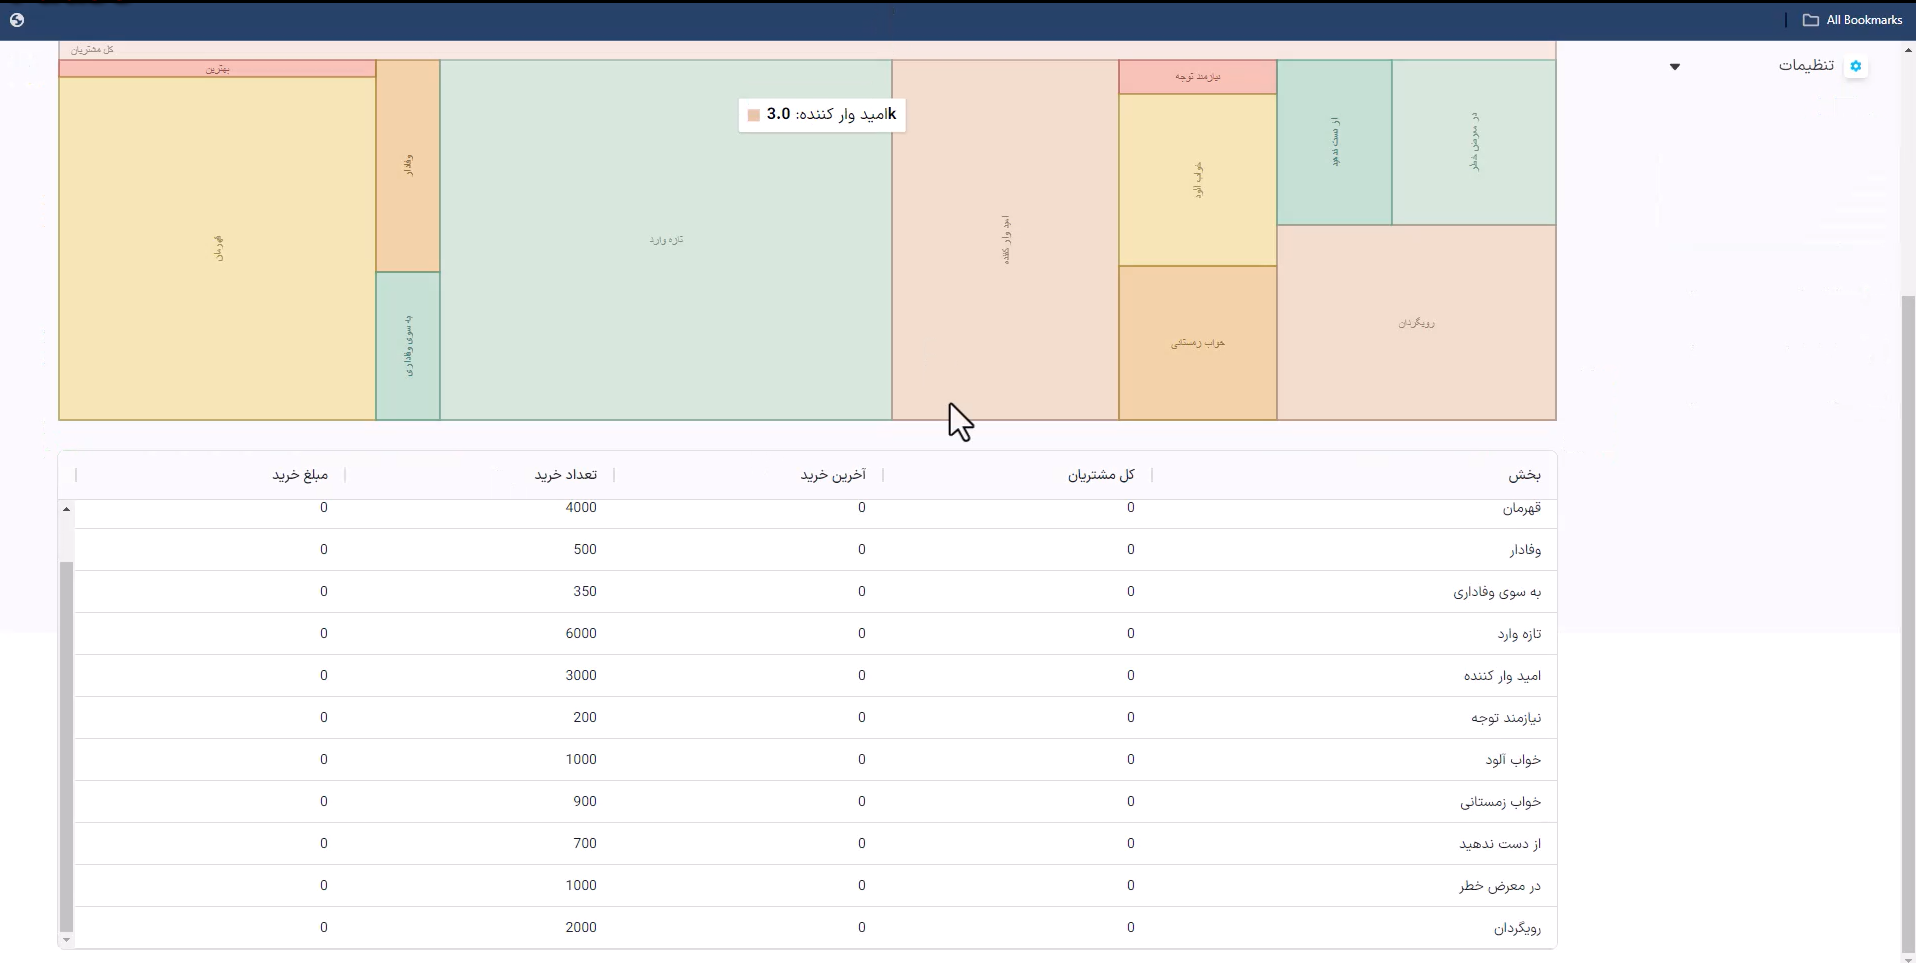 All Bookmarks
تنظیمات
کل مشتریان
بهترین
قهرمان
وفادار
به سوی وفاداری
تازه وارد
امید وار کننده
نیازمند توجه
خواب آلود
خواب زمستانی
از دست ندهید
در معرض خطر
رویگردان
امید وار کننده: 3.0k
بخش کل مشتریان آخرین خرید تعداد خرید مبلغ خرید
قهرمان 0 0 4000 0
وفادار 0 0 500 0
به سوی وفاداری 0 0 350 0
تازه وارد 0 0 6000 0
امید وار کننده 0 0 3000 0
نیازمند توجه 0 0 200 0
خواب آلود 0 0 1000 0
خواب زمستانی 0 0 900 0
از دست ندهید 0 0 700 0
در معرض خطر 0 0 1000 0
رویگردان 0 0 2000 0